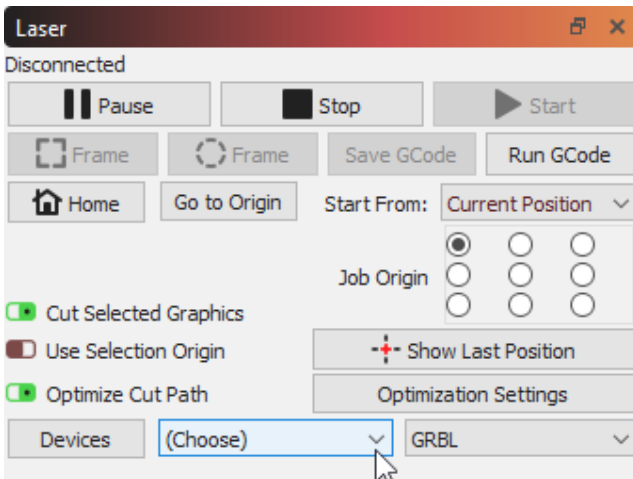 Laser
Disconnected
Pause Stop Start
Frame Frame Save GCode Run GCode
Home Go to Origin Start From: Current Position
Job Origin
Cut Selected Graphics
Use Selection Origin Show Last Position
Optimize Cut Path Optimization Settings
Devices (Choose) GRBL